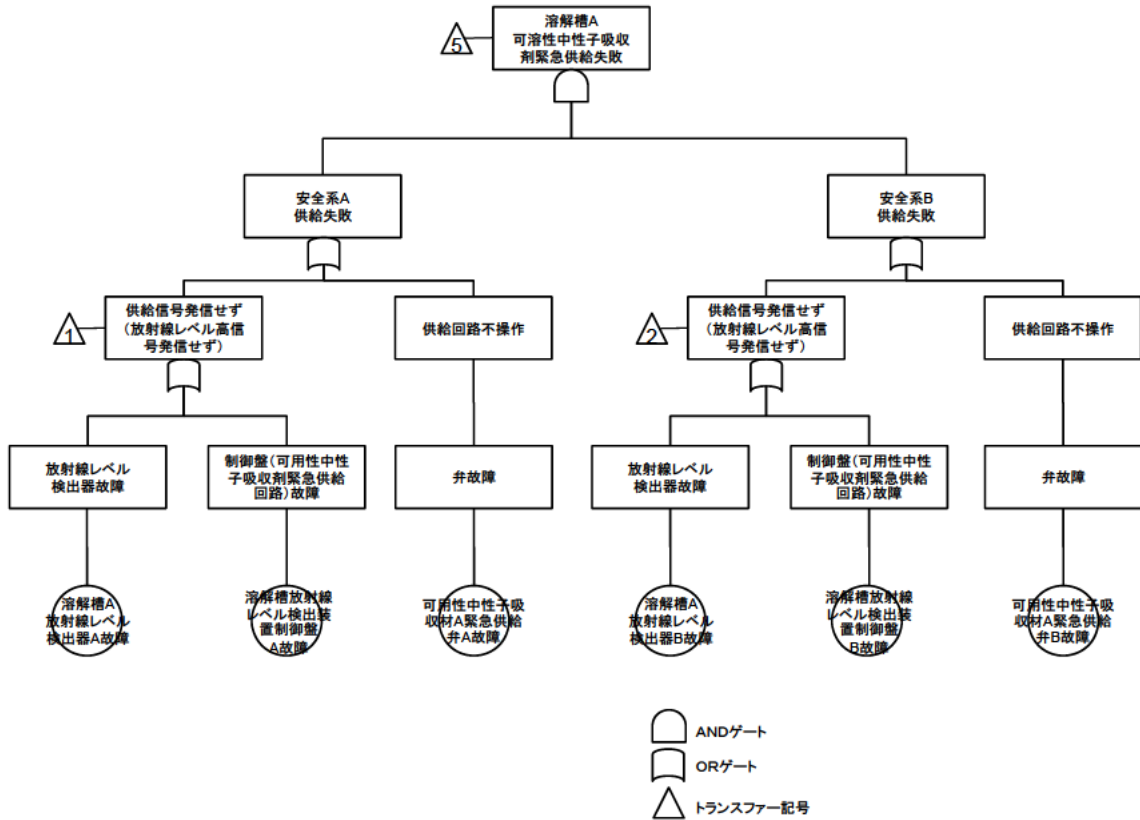 溶解槽A
可溶性中性子吸収
剤緊急供給失敗
5
安全系A
供給失敗
安全系B
供給失敗
供給信号発信せず
(放射線レベル高信
号発信せず)
1
供給回路不操作
供給信号発信せず
(放射線レベル高信
号発信せず)
2
供給回路不操作
放射線レベル
検出器故障
制御盤(可用性中性
子吸収剤緊急供給
回路)故障
弁故障
放射線レベル
検出器故障
制御盤(可用性中性
子吸収剤緊急供給
回路)故障
弁故障
溶解槽A
放射線レベル
検出器A故障
溶解槽放射線
レベル検出装
置制御盤
A故障
可用性中性子吸
収材A緊急供給
弁A故障
溶解槽A
放射線レベル
検出器B故障
溶解槽放射線
レベル検出装
置制御盤
B故障
可用性中性子吸
収材A緊急供給
弁B故障
ANDゲート
ORゲート
トランスファー記号